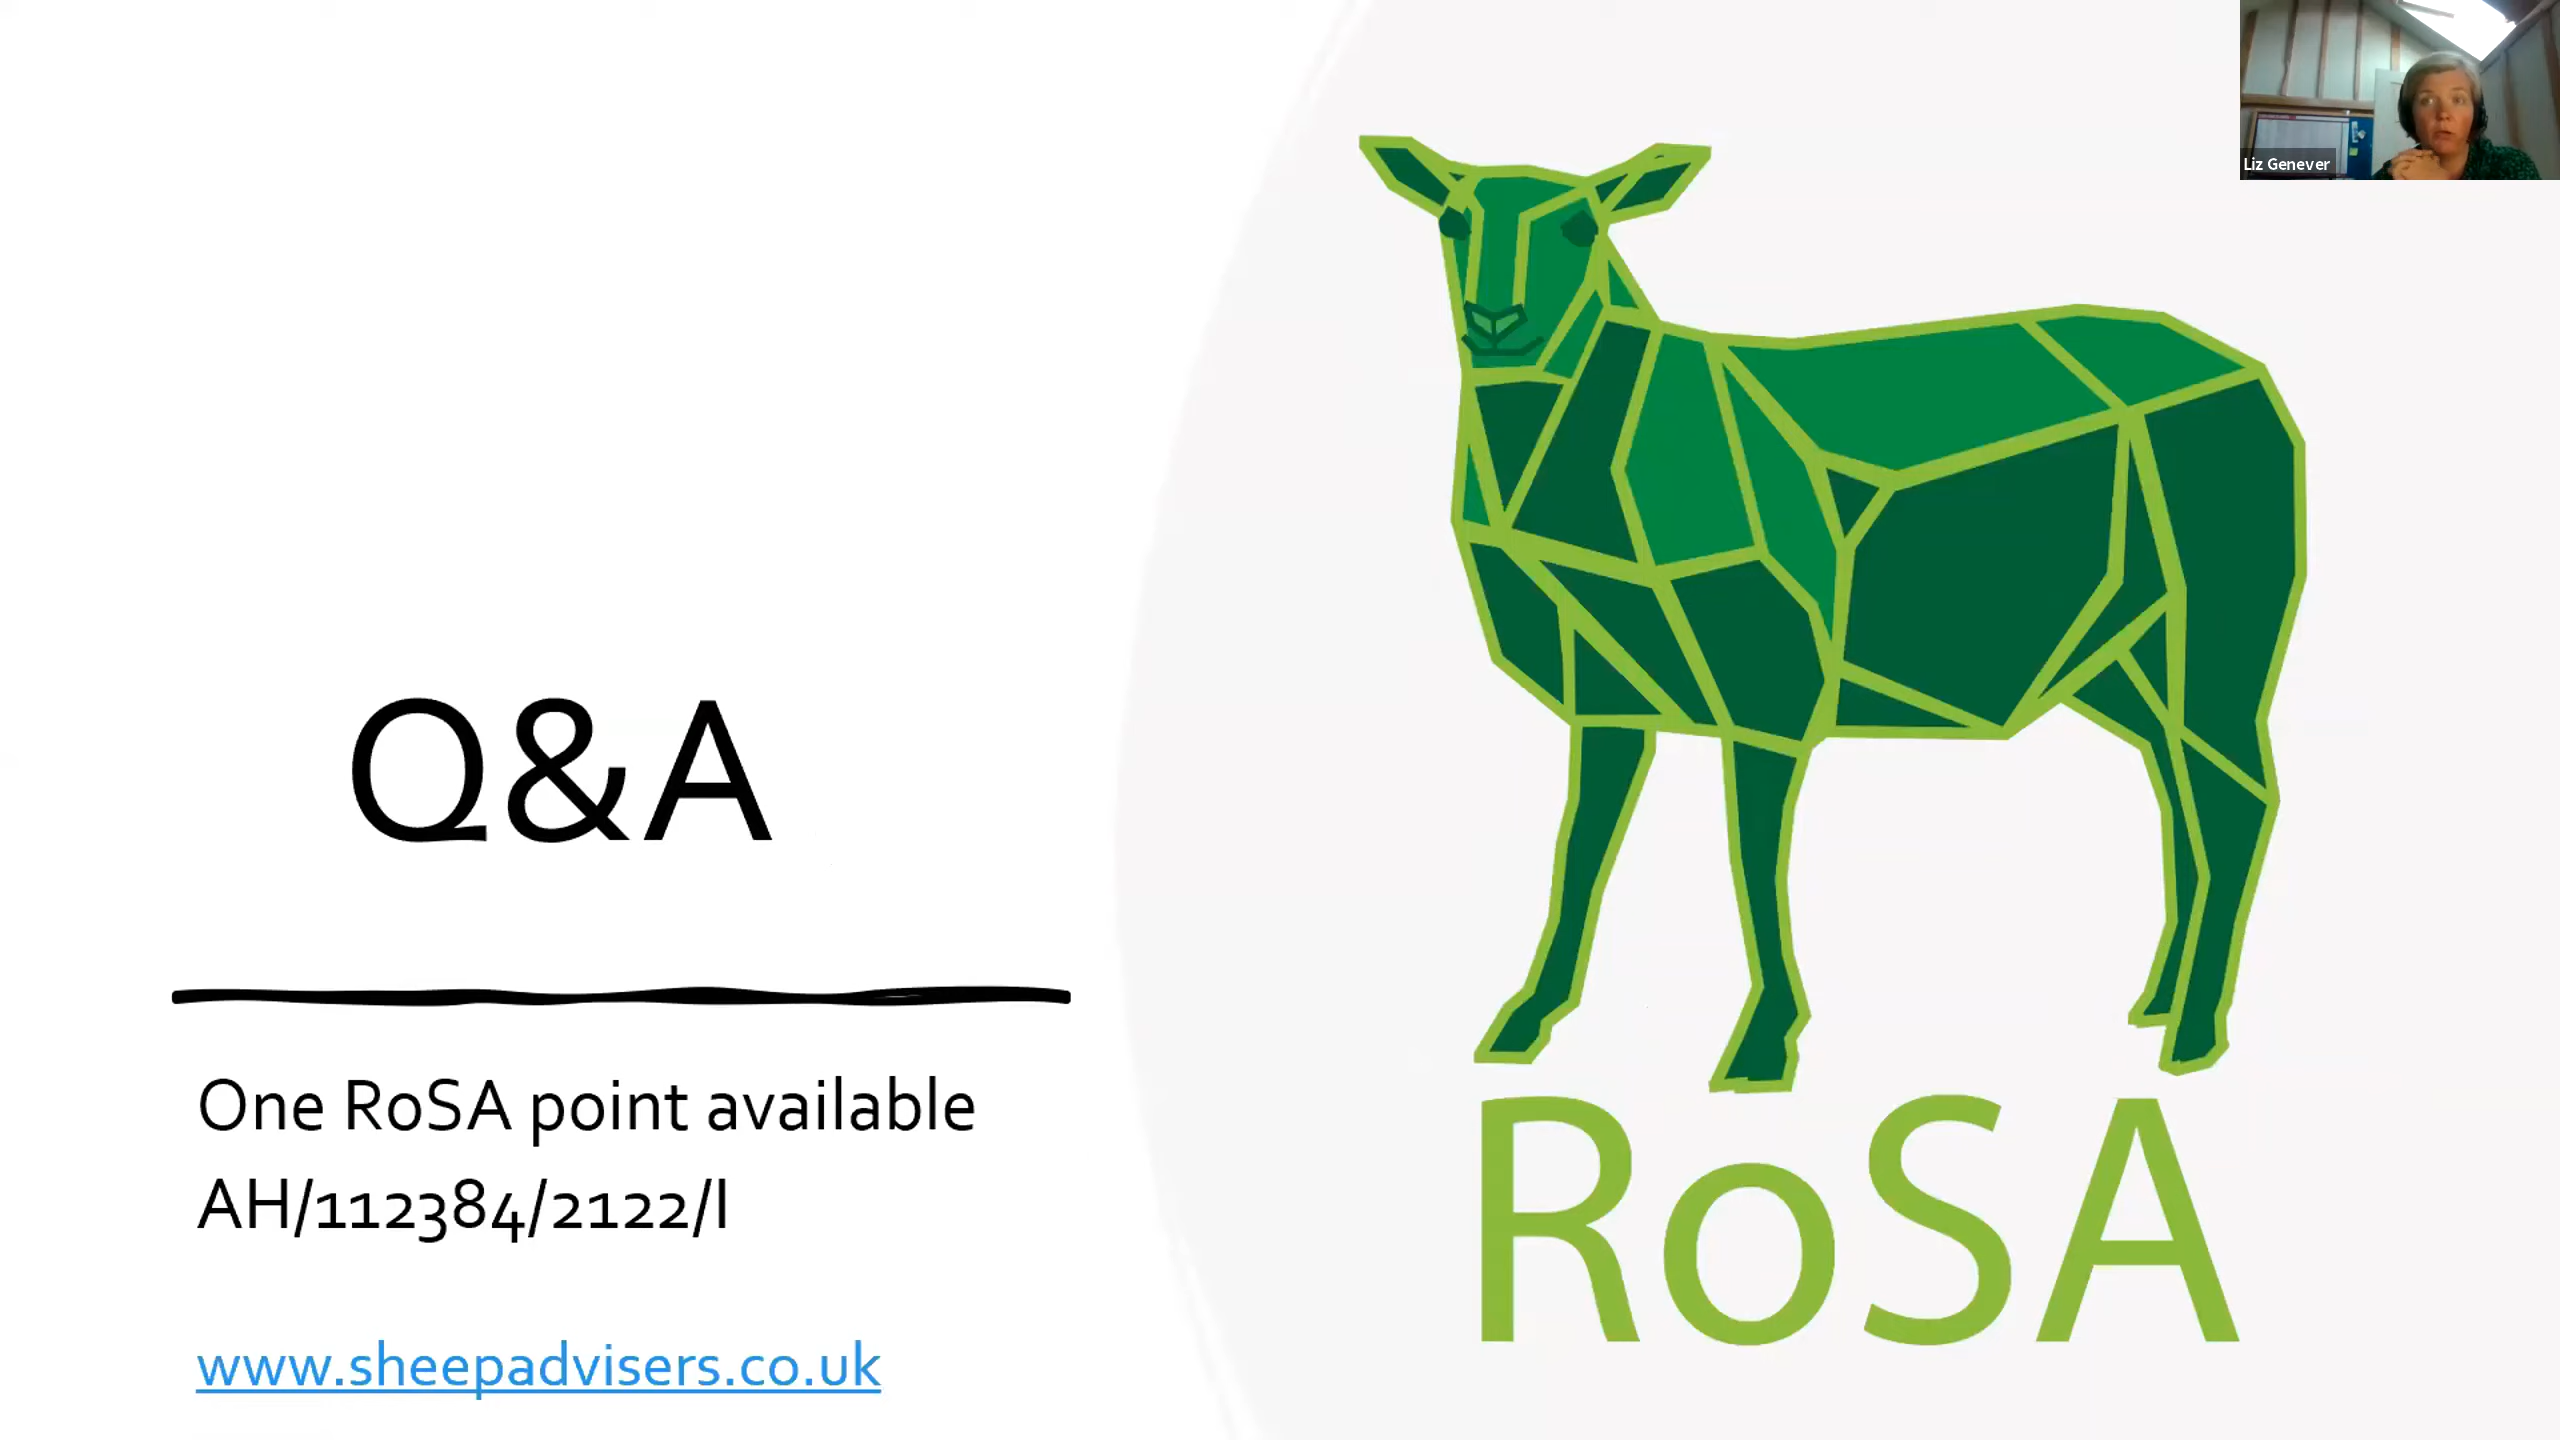 Liz Genever
Q&A
One RoSA point available
AH/112384/2122/I
www.sheepadvisers.co.uk
RoSA